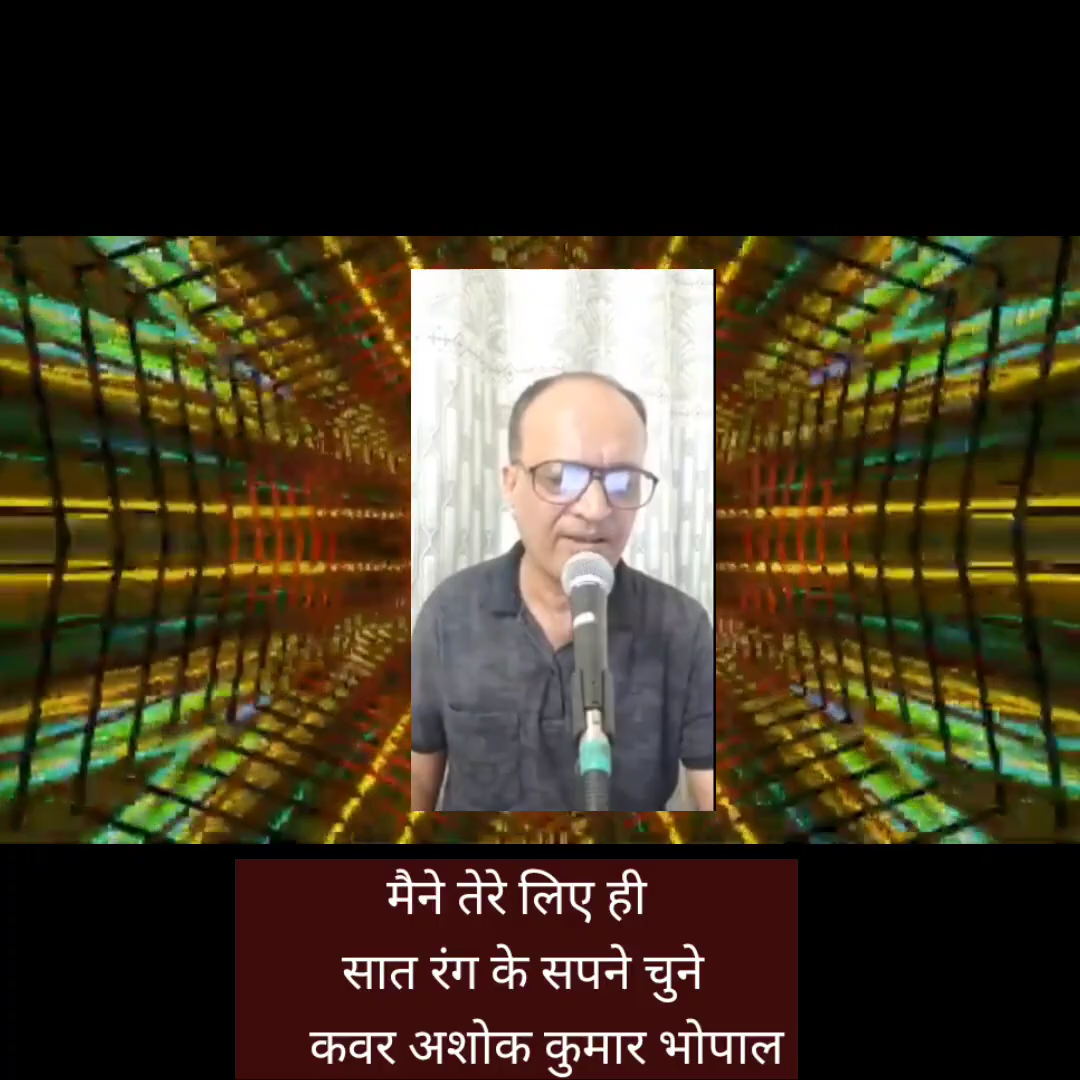 मैने तेरे लिए ही
सात रंग के सपने चुने
कवर अशोक कुमार भोपाल